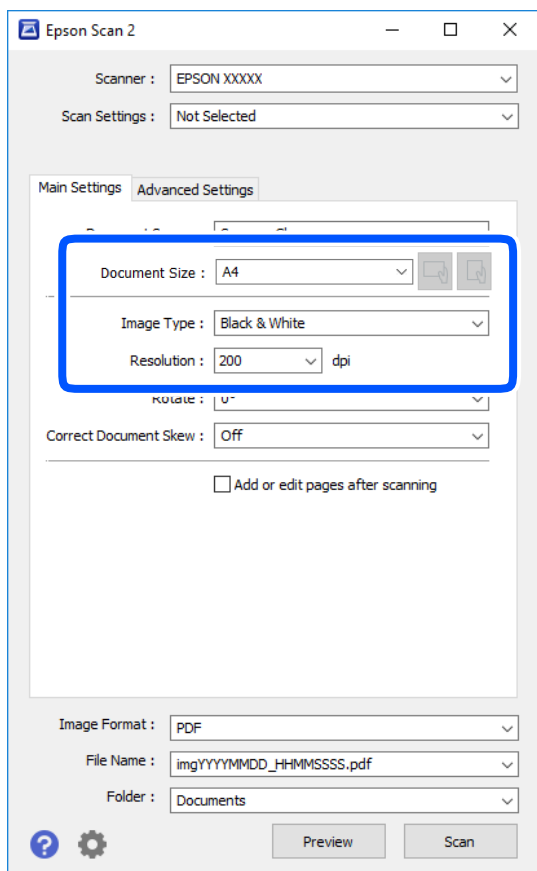 Epson Scan 2
Scanner : EPSON XXXXX
Scan Settings : Not Selected
Main Settings Advanced Settings
Document Size : A4
Image Type : Black & White
Resolution : 200 dpi
Rotate : 0°
Correct Document Skew : Off
Add or edit pages after scanning
Image Format : PDF
File Name : imgYYYYMMDD_HHMMSSSS.pdf
Folder : Documents
?
Preview Scan